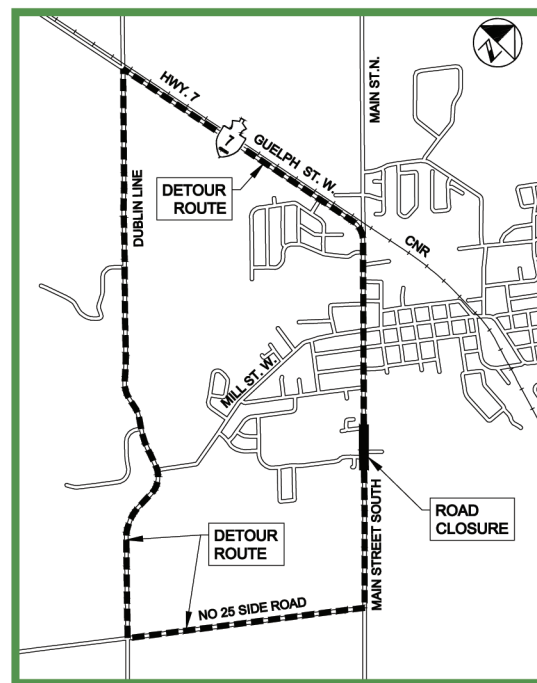 N
MAIN ST.N.
HWY. 7
7
GUELPH ST. W.
DETOUR
ROUTE
DUBLIN LINE
CNR
MILL ST. W.
ROAD
CLOSURE
MAIN STREET SOUTH
DETOUR
ROUTE
NO 25 SIDE ROAD